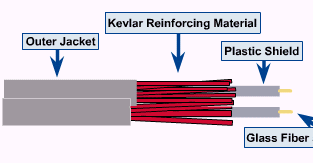 Kevlar Reinforcing Material
Outer Jacket
Plastic Shield
Glass Fiber